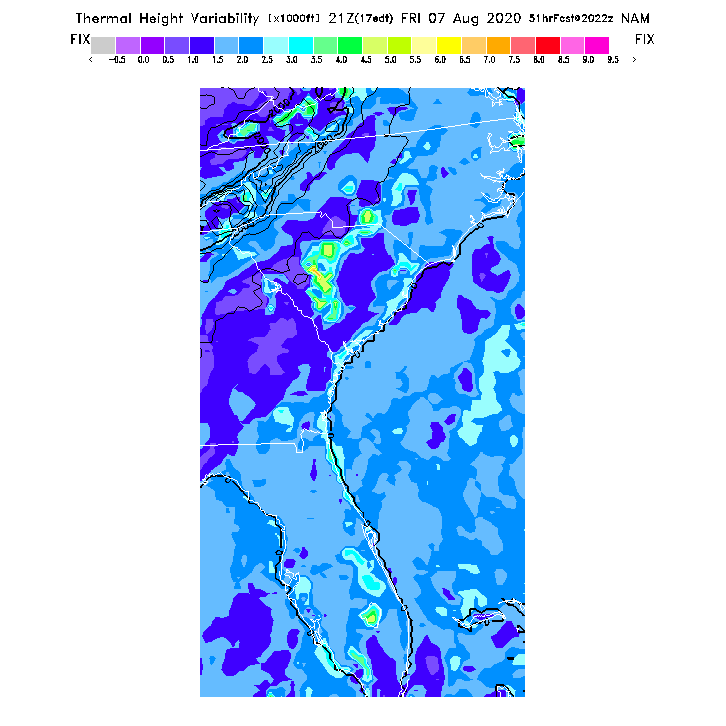 Thermal Height Variability [x1000ft] 21Z(17edt) FRI 07 Aug 2020 51hrFcst@2022z NAM
FIX FIX
< -0.5 0.0 0.5 1.0 1.5 2.0 2.5 3.0 3.5 4.0 4.5 5.0 5.5 6.0 6.5 7.0 7.5 8.0 8.5 9.0 9.5 >